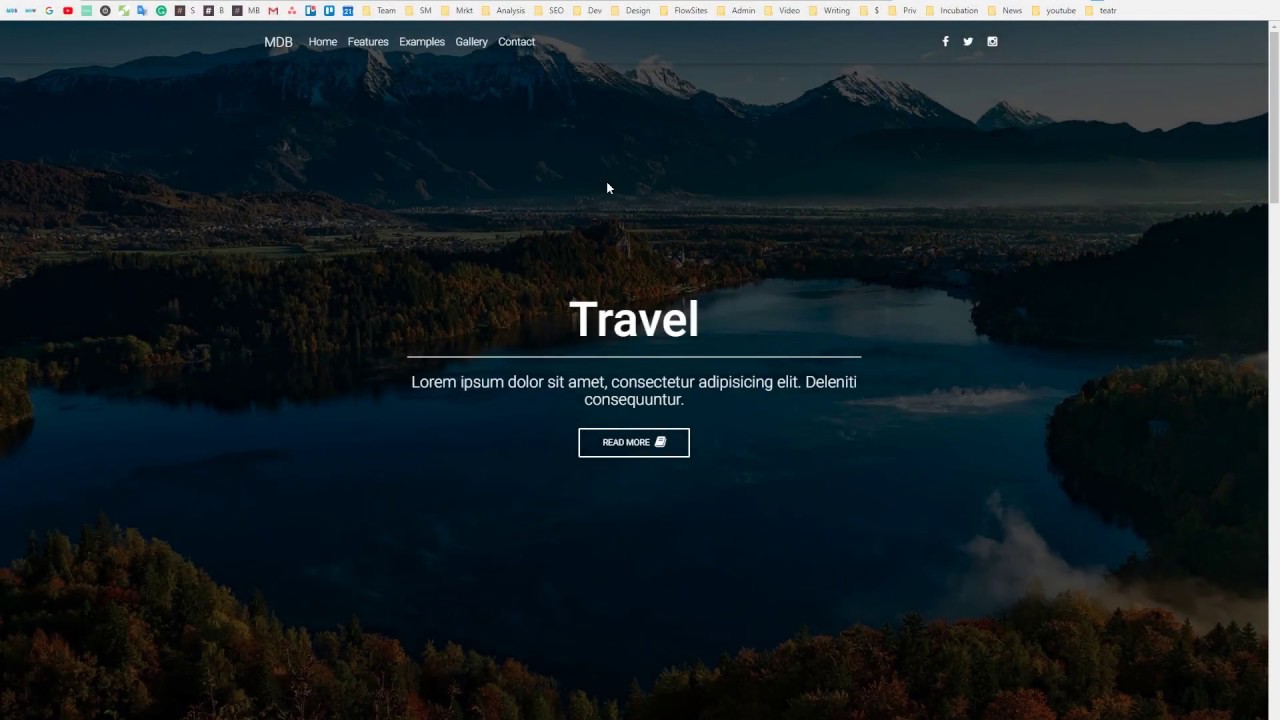 S B MB Team SM Mrkt Analysis SEO Dev Design FlowSites Admin Video Writing $ Priv Incubation News youtube teatr
MDB Home Features Examples Gallery Contact
Travel
Lorem ipsum dolor sit amet, consectetur adipisicing elit. Deleniti
consequuntur.
READ MORE